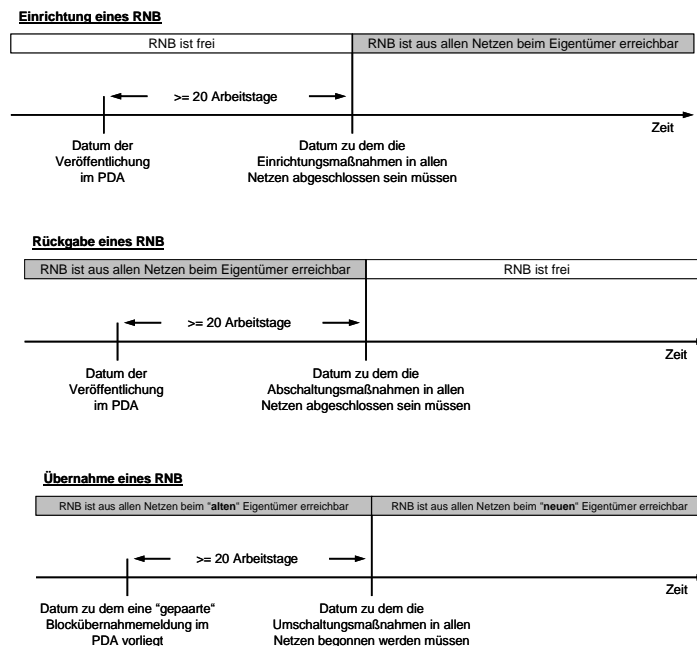 Einrichtung eines RNB
RNB ist frei
RNB ist aus allen Netzen beim Eigentümer erreichbar
>= 20 Arbeitstage
Zeit
Datum der
Veröffentlichung
im PDA
Datum zu dem die
Einrichtungsmaßnahmen in allen
Netzen abgeschlossen sein müssen
Rückgabe eines RNB
RNB ist aus allen Netzen beim Eigentümer erreichbar
RNB ist frei
>= 20 Arbeitstage
Zeit
Datum der
Veröffentlichung
im PDA
Datum zu dem die
Abschaltungsmaßnahmen in allen
Netzen abgeschlossen sein müssen
Übernahme eines RNB
RNB ist aus allen Netzen beim "alten" Eigentümer erreichbar
RNB ist aus allen Netzen beim "neuen" Eigentümer erreichbar
>= 20 Arbeitstage
Zeit
Datum zu dem eine “gepaarte“
Blockübernahmemeldung im
PDA vorliegt
Datum zu dem die
Umschaltungsmaßnahmen in allen
Netzen begonnen werden müssen